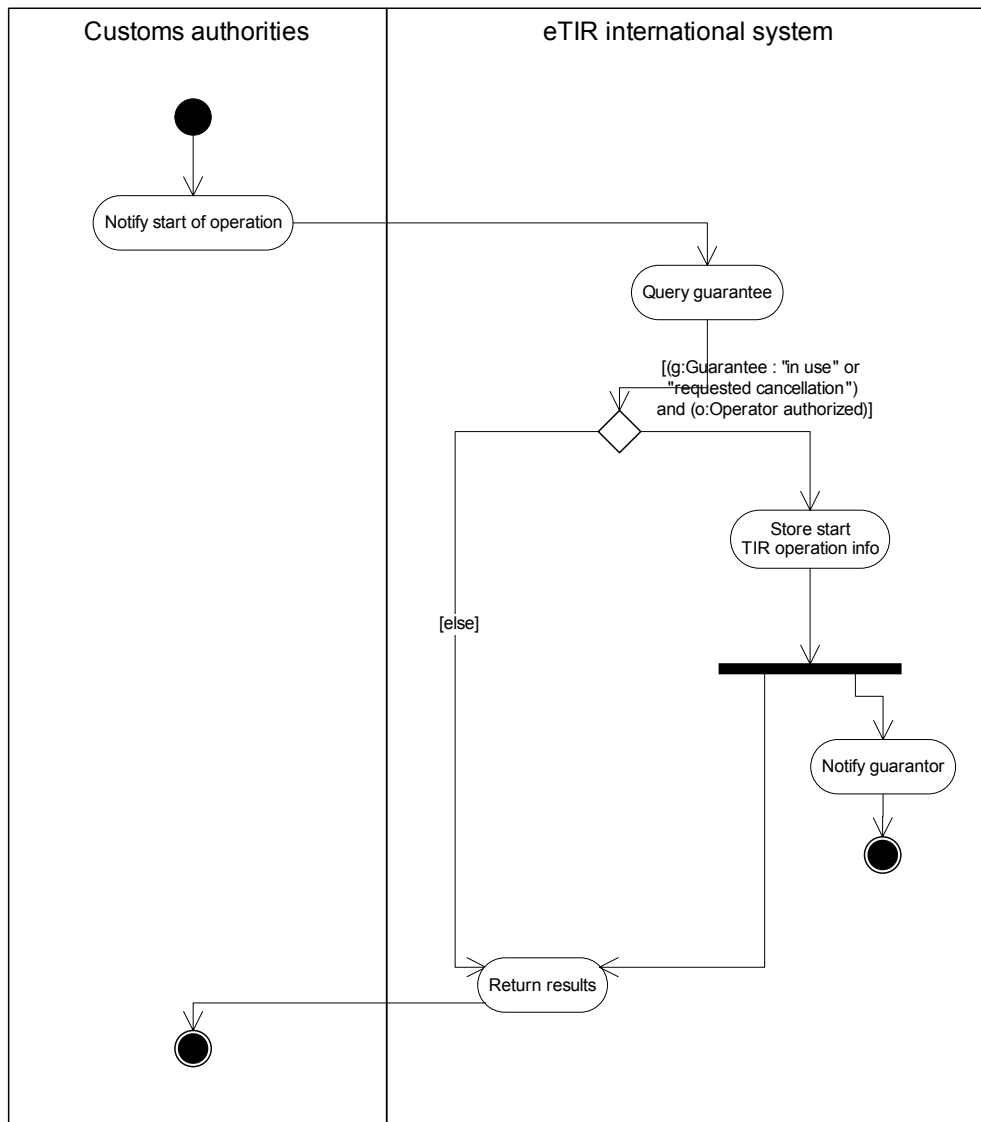 Customs authorities
eTIR international system
Notify start of operation
Query guarantee
[(g:Guarantee : "in use" or
"requested cancellation")
and (o:Operator authorized)]
Store start
TIR operation info
[else]
Notify guarantor
Return results